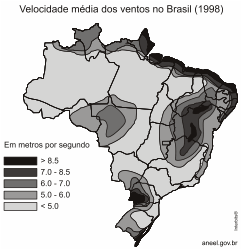 Velocidade média dos ventos no Brasil (1998)
Em metros por segundo
> 8.5
7.0 - 8.5
6.0 - 7.0
5.0 - 6.0
< 5.0
aneel.gov.br